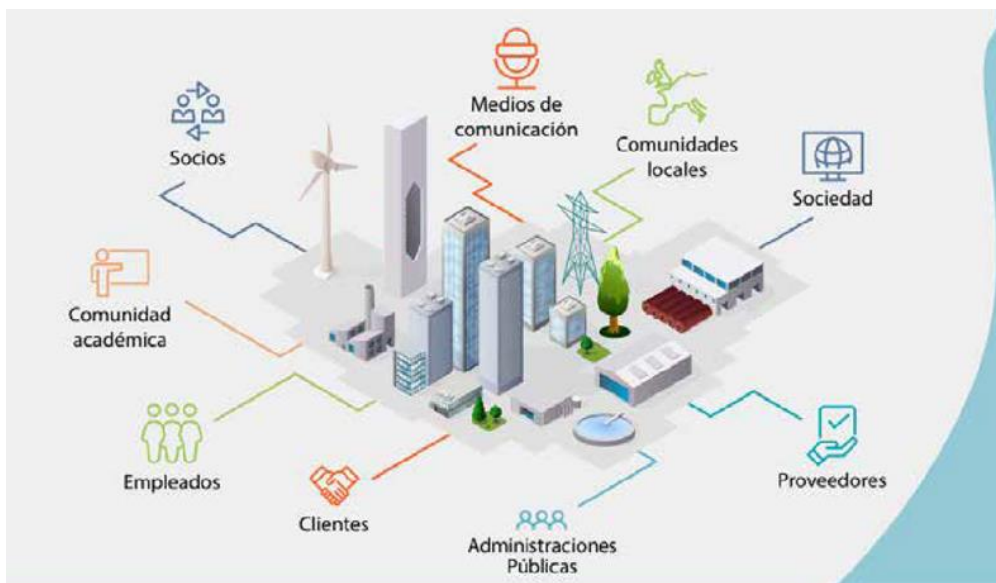 Medios de
comunicación
Socios
Comunidades
locales
Sociedad
Comunidad
académica
Empleados
Clientes
Administraciones
Públicas
Proveedores